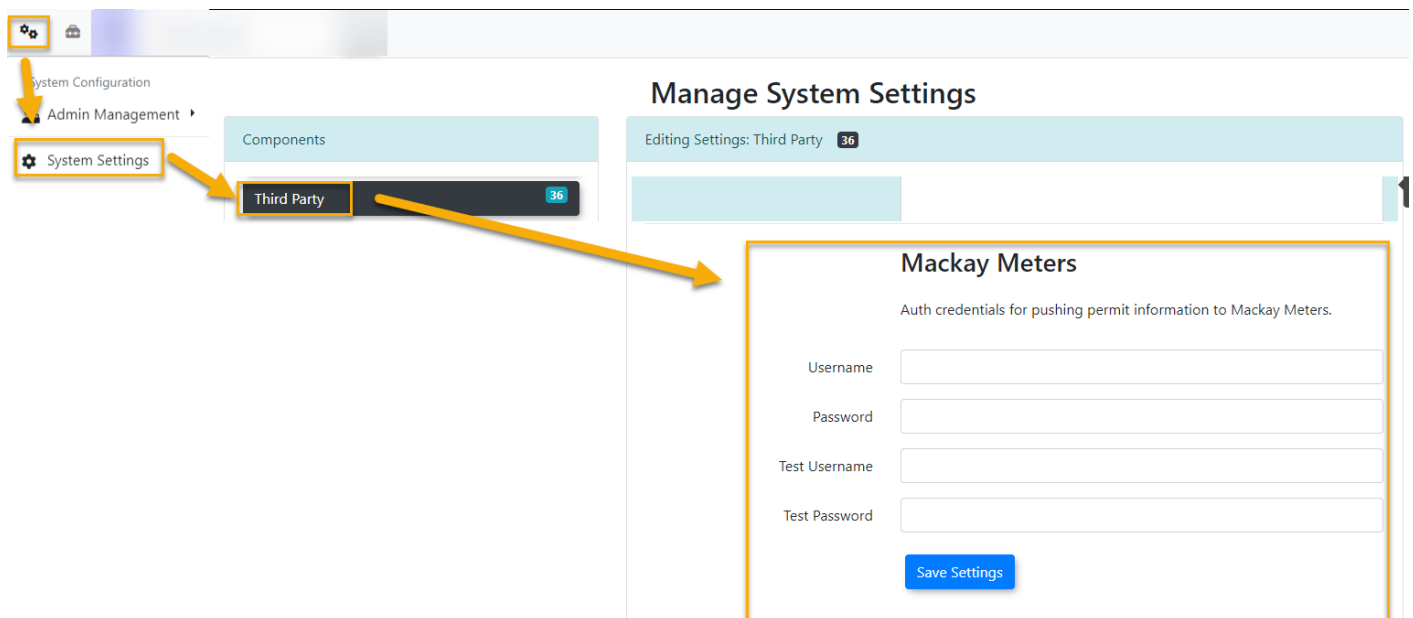 System Configuration
Admin Management
System Settings
Manage System Settings
Components
Third Party 36
Editing Settings: Third Party 36
Mackay Meters
Auth credentials for pushing permit information to Mackay Meters.
Username
Password
Test Username
Test Password
Save Settings